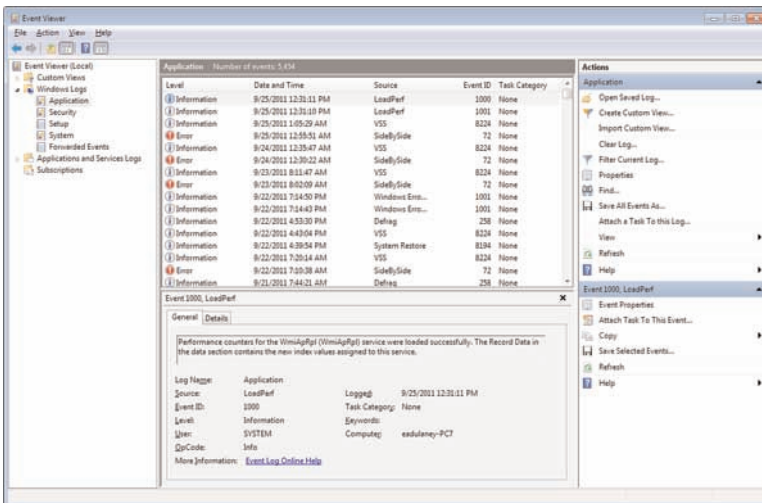 Event Viewer
File Action View Help
Event Viewer (Local)
Custom Views
Windows Logs
Application
Security
Setup
System
Forwarded Events
Applications and Services Logs
Subscriptions
Application Number of events: 5,454
Level Date and Time Source Event ID Task Category
Information 9/25/2011 12:31:11 PM LoadPerf 1000 None
Information 9/25/2011 12:31:10 PM LoadPerf 1001 None
Information 9/25/2011 1:05:29 AM VSS 8224 None
Error 9/25/2011 12:55:51 AM SideBySide 72 None
Information 9/24/2011 12:35:47 AM VSS 8224 None
Error 9/24/2011 12:30:22 AM SideBySide 72 None
Information 9/23/2011 8:11:47 AM VSS 8224 None
Error 9/23/2011 8:02:09 AM SideBySide 72 None
Information 9/22/2011 7:14:50 PM Windows Erro... 1001 None
Information 9/22/2011 7:14:43 PM Windows Erro... 1001 None
Information 9/22/2011 4:53:30 PM Defrag 258 None
Information 9/22/2011 4:43:04 PM VSS 8224 None
Information 9/22/2011 4:39:54 PM System Restore 8194 None
Information 9/22/2011 7:20:14 AM VSS 8224 None
Error 9/22/2011 7:10:38 AM SideBySide 72 None
Information 9/21/2011 7:44:21 AM Defrag 258 None
Event 1000, LoadPerf
General Details
Performance counters for the WmiApRpl (WmiApRpl) service were loaded successfully. The Record Data in
the data section contains the new index values assigned to this service.
Log Name: Application
Source: LoadPerf Logged: 9/25/2011 12:31:11 PM
Event ID: 1000 Task Category: None
Level: Information Keywords:
User: SYSTEM Computer: eadulaney-PC7
OpCode: Info
More Information: Event Log Online Help
Actions
Application
Open Saved Log...
Create Custom View...
Import Custom View...
Clear Log...
Filter Current Log...
Properties
Find...
Save All Events As...
Attach a Task To this Log...
View
Refresh
Help
Event 1000, LoadPerf
Event Properties
Attach Task To This Event...
Copy
Save Selected Events...
Refresh
Help